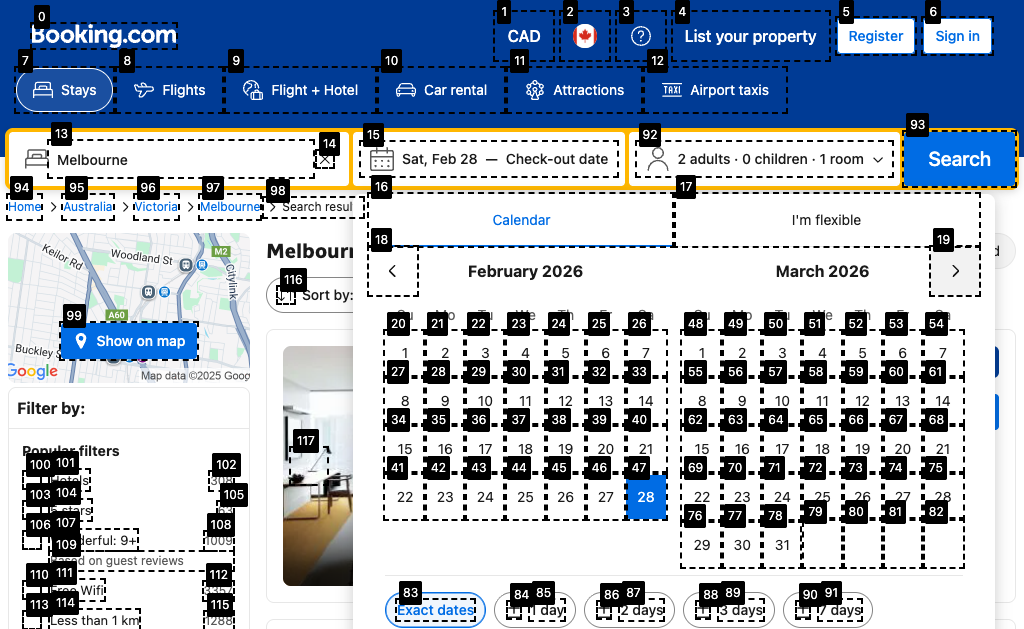 0 1 2 3 4 5 6
Booking.com CAD List your property Register Sign in
7 8 9 10 11 12
Stays Flights Flight + Hotel Car rental Attractions TAXI Airport taxis
13 14 15 92 93
Melbourne Sat, Feb 28 — Check-out date 2 adults · 0 children · 1 room Search
94 95 96 97 98 16 17
Home Australia Victoria Melbourne Search resul
Calendar I'm flexible
18 19
Melbourn February 2026 March 2026
Kellor Rd Woodland St M2 Citylink
116
Sort by:
99 A60
Show on map
Buckley S
Google Map data ©2025 Goog
20 21 22 23 24 25 26 48 49 50 51 52 53 54
1 2 3 4 5 6 7 1 2 3 4 5 6 7
27 28 29 30 31 32 33 55 56 57 58 59 60 61
8 9 10 11 12 13 14 8 9 10 11 12 13 14
34 35 36 37 38 39 40 62 63 64 65 66 67 68
15 16 17 18 19 20 21 15 16 17 18 19 20 21
41 42 43 44 45 46 47 69 70 71 72 73 74 75
22 23 24 25 26 27 28 22 23 24 25 26 27 28
76 77 78 79 80 81 82
29 30 31
83 84 85 86 87 88 89 90 91
Exact dates 1 day 2 days 3 days 7 days
117
Filter by:
Popular filters
100 101 102
Hotels 308
103 104 105
5 stars 63
106 107 108
derful: 9+ 1009
109
Based on guest reviews
110 111 112
Free Wifi 3357
113 114 115
Less than 1 km 1288